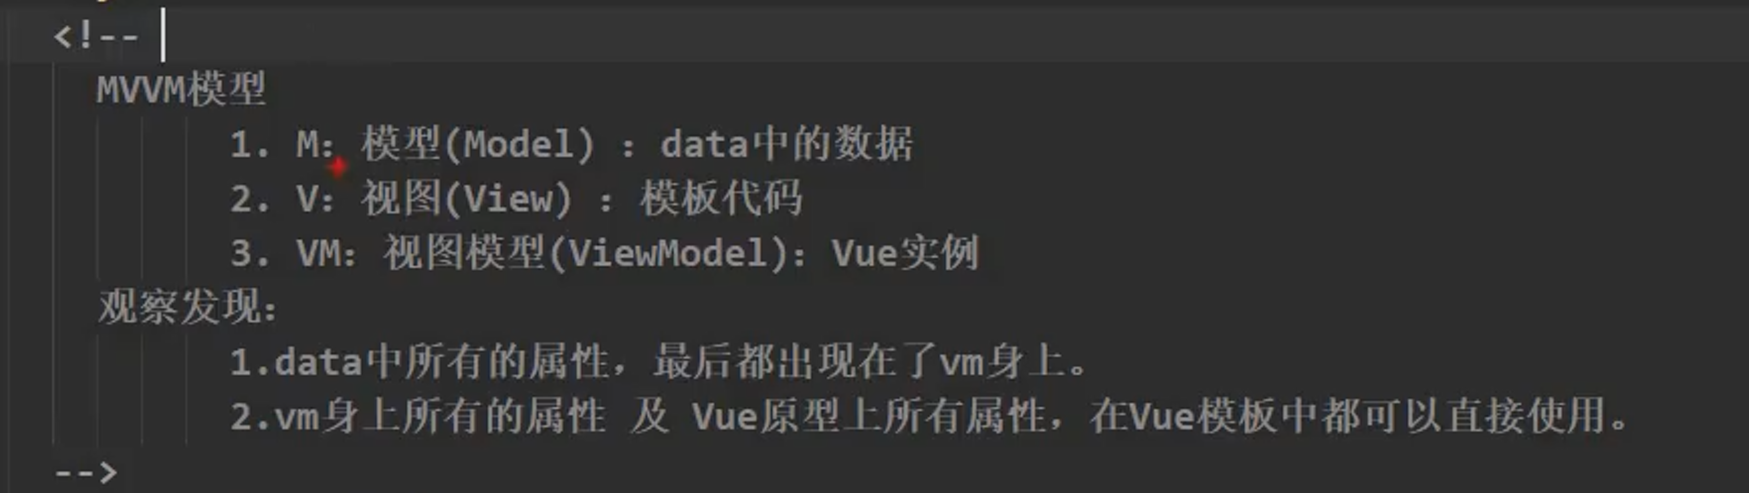 <!--
MVVM模型
1. M：模型(Model) ：data中的数据
2. V：视图(View) ：模板代码
3. VM：视图模型(ViewModel)：Vue实例
观察发现：
1.data中所有的属性，最后都出现在了vm身上。
2.vm身上所有的属性 及 Vue原型上所有属性，在Vue模板中都可以直接使用。
-->